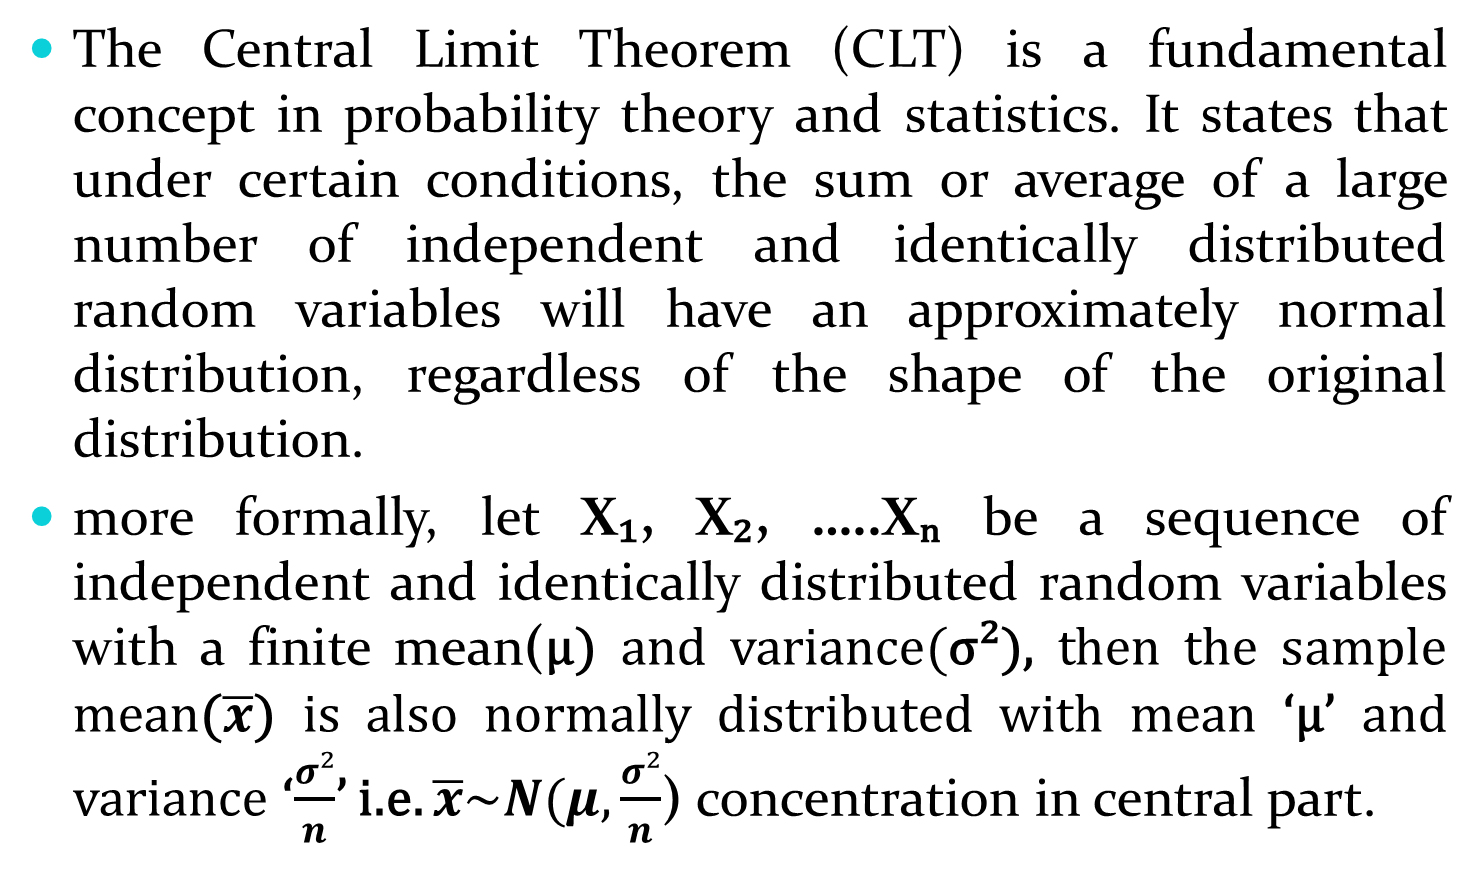 • The Central Limit Theorem (CLT) is a fundamental
concept in probability theory and statistics. It states that
under certain conditions, the sum or average of a large
number of independent and identically distributed
random variables will have an approximately normal
distribution, regardless of the shape of the original
distribution.
• more formally, let X₁, X₂, .....Xₙ be a sequence of
independent and identically distributed random variables
with a finite mean(μ) and variance(σ²), then the sample
mean(x̅) is also normally distributed with mean ‘μ’ and
variance ‘σ²/n’ i.e. x̅~N(μ, σ²/n) concentration in central part.